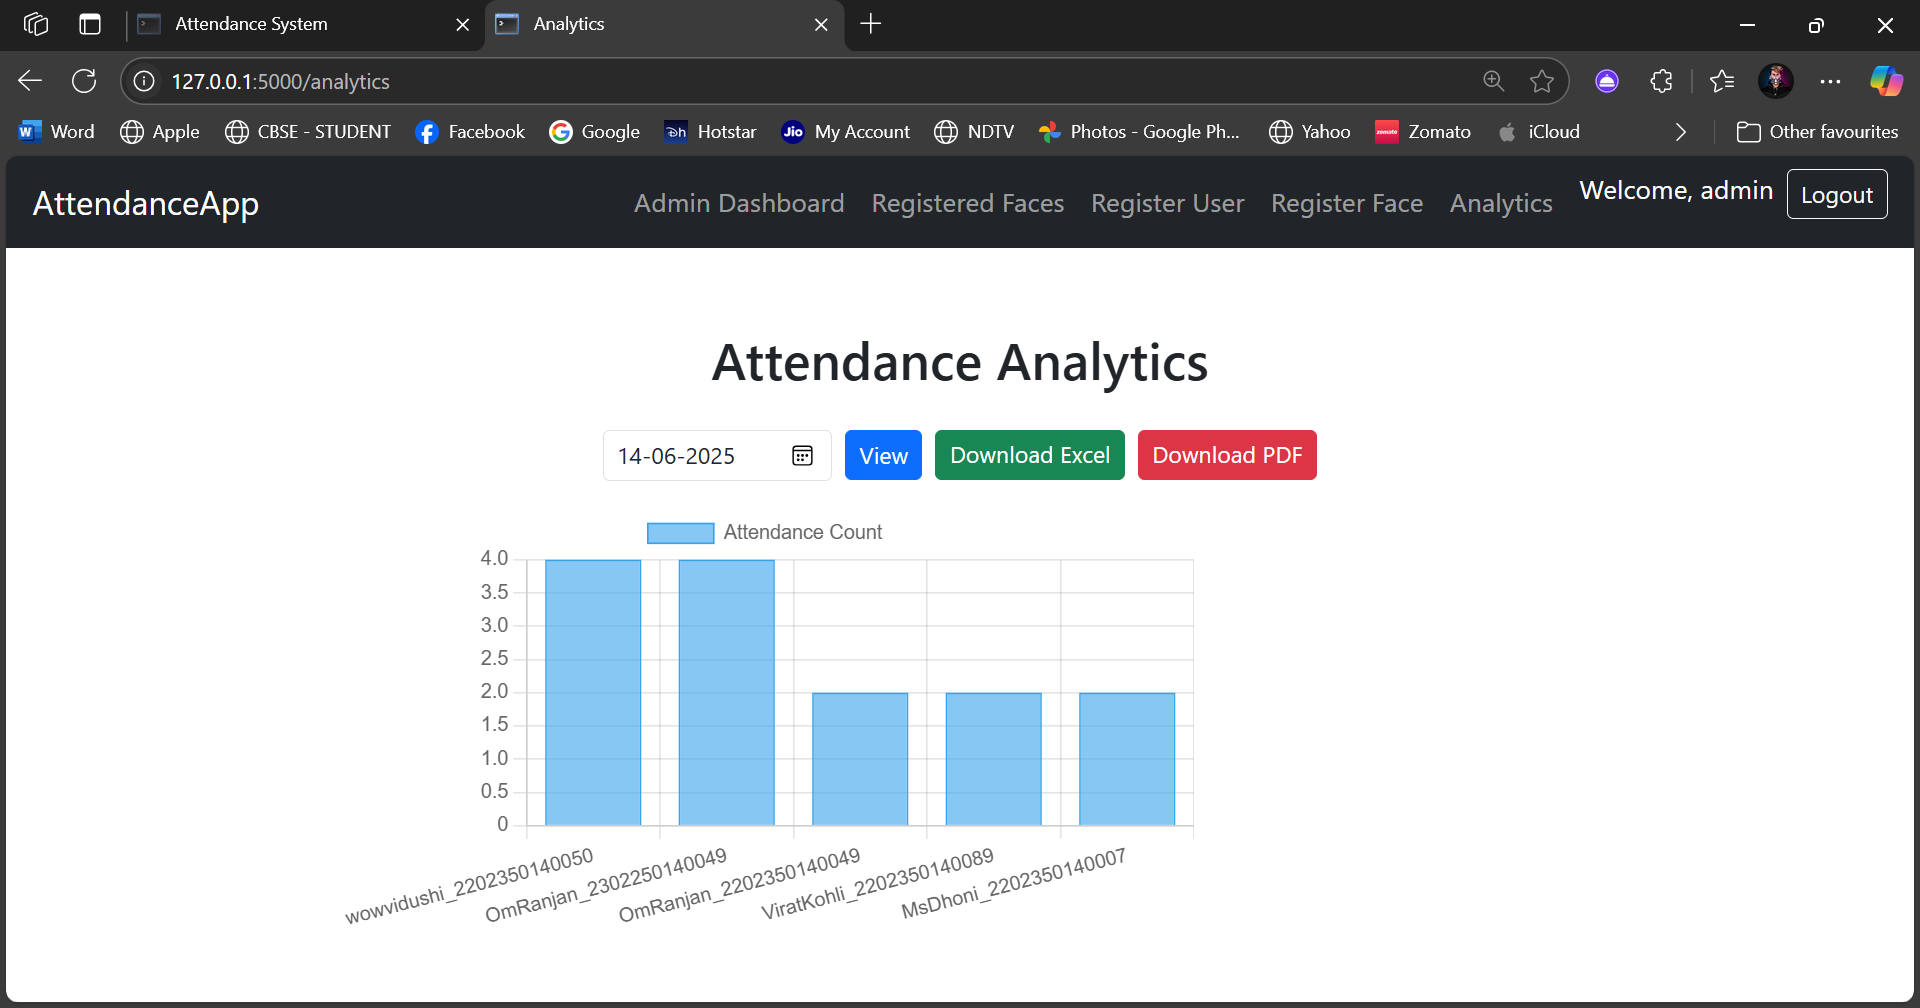 Attendance System
Analytics
127.0.0.1:5000/analytics
Word Apple CBSE - STUDENT Facebook Google Hotstar My Account NDTV Photos - Google Ph... Yahoo Zomato iCloud Other favourites
AttendanceApp Admin Dashboard Registered Faces Register User Register Face Analytics Welcome, admin Logout
Attendance Analytics
14-06-2025 View Download Excel Download PDF
Attendance Count
4.0
3.5
3.0
2.5
2.0
1.5
1.0
0.5
0
wowvidushi_2202350140050
OmRanjan_2302250140049
OmRanjan_2202350140049
ViratKohli_2202350140089
MsDhoni_2202350140007